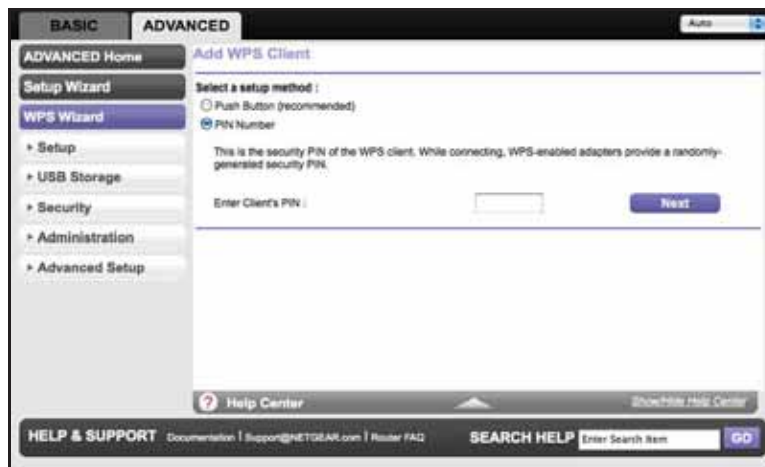 BASIC
ADVANCED
Auto
ADVANCED Home
Setup Wizard
WPS Wizard
Setup
USB Storage
Security
Administration
Advanced Setup
Add WPS Client
Select a setup method :
Push Button (recommended)
PIN Number
This is the security PIN of the WPS client. While connecting, WPS-enabled adapters provide a randomly-
generated security PIN.
Enter Client's PIN :
Next
? Help Center
Show/Hide Help Center
HELP & SUPPORT Documentation | Support@NETGEAR.com | Router FAQ
SEARCH HELP Enter Search Item GO